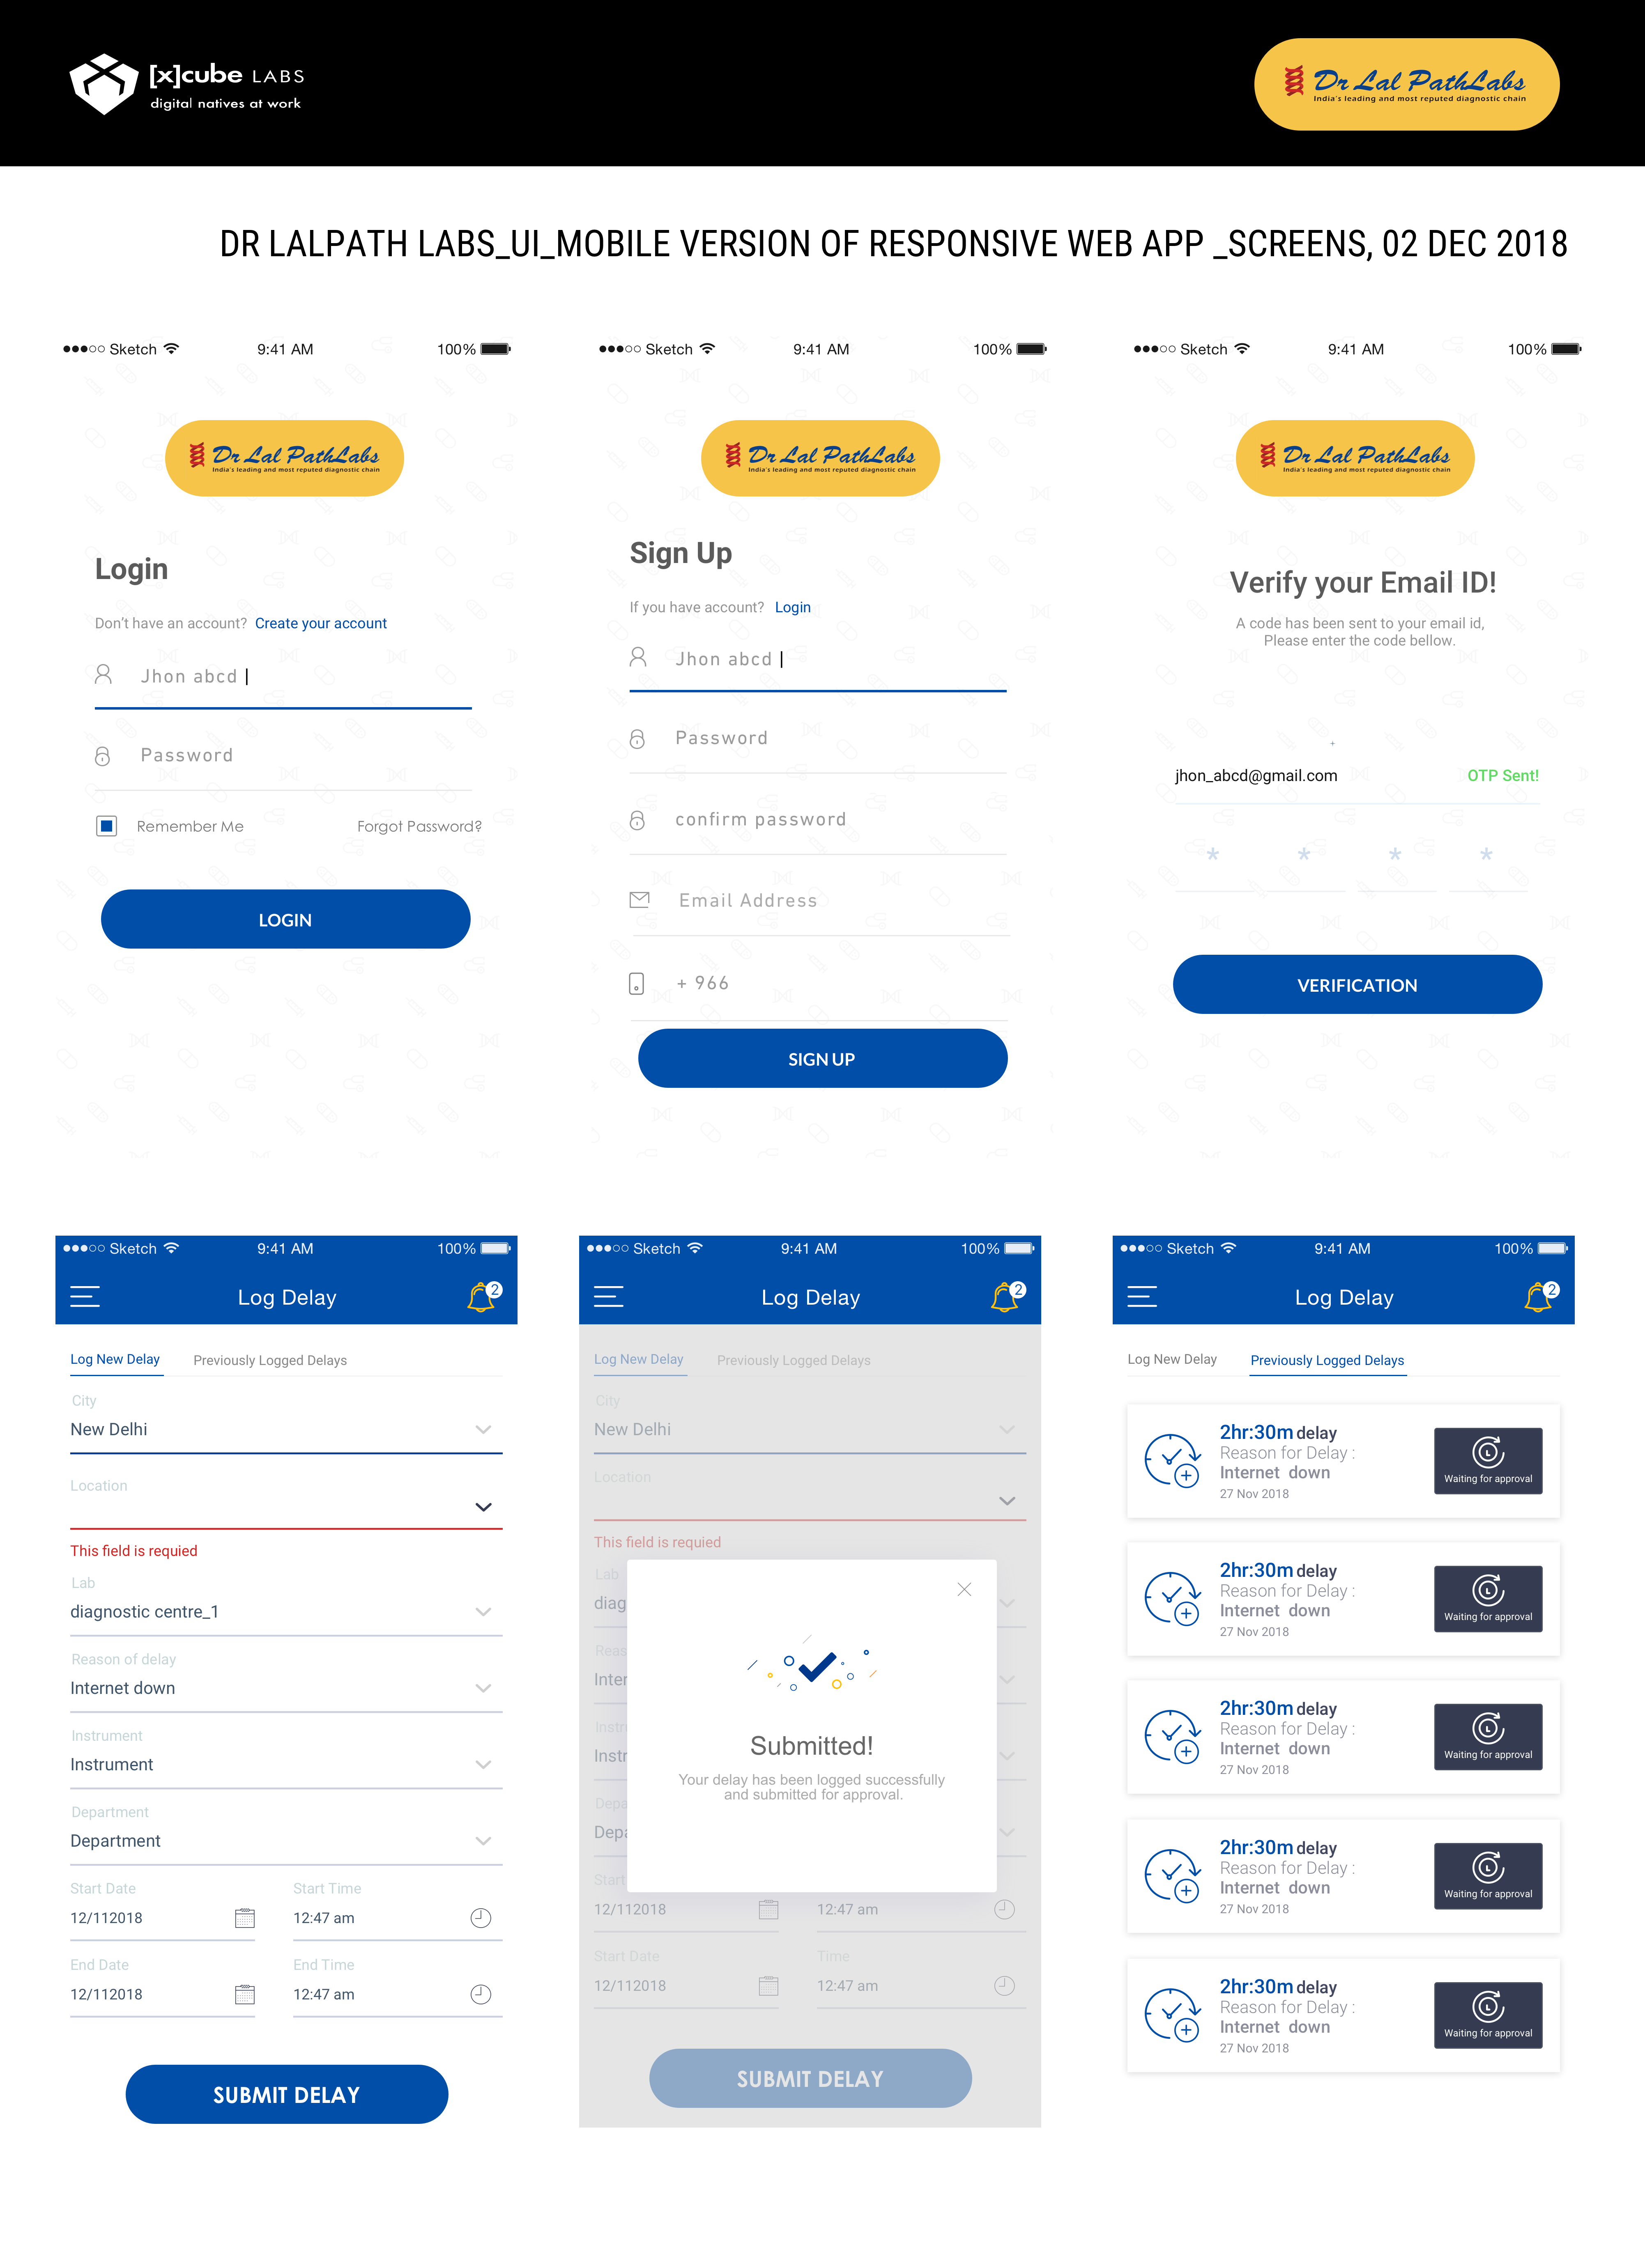 [x]cube LABS
digital natives at work
Dr Lal PathLabs
India's leading and most reputed diagnostic chain
DR LALPATH LABS_UI_MOBILE VERSION OF RESPONSIVE WEB APP _SCREENS, 02 DEC 2018
Sketch 9:41 AM 100%
Dr Lal PathLabs
India's leading and most reputed diagnostic chain
Login
Don't have an account? Create your account
Jhon abcd
Password
Remember Me Forgot Password?
LOGIN
Sketch 9:41 AM 100%
Dr Lal PathLabs
India's leading and most reputed diagnostic chain
Sign Up
If you have account? Login
Jhon abcd
Password
confirm password
Email Address
+ 966
SIGN UP
Sketch 9:41 AM 100%
Dr Lal PathLabs
India's leading and most reputed diagnostic chain
Verify your Email ID!
A code has been sent to your email id,
Please enter the code bellow.
jhon_abcd@gmail.com OTP Sent!
* * * *
VERIFICATION
Sketch 9:41 AM 100%
Log Delay 2
Log New Delay Previously Logged Delays
City
New Delhi
Location
This field is requied
Lab
diagnostic centre_1
Reason of delay
Internet down
Instrument
Instrument
Department
Department
Start Date Start Time
12/112018 12:47 am
End Date End Time
12/112018 12:47 am
SUBMIT DELAY
Sketch 9:41 AM 100%
Log Delay 2
Log New Delay Previously Logged Delays
City
New Delhi
Location
This field is requied
Lab
diag
Reas
Inter
Instr
Instr
Depa
Depa
Submitted!
Your delay has been logged successfully
and submitted for approval.
Start
12/112018 12:47 am
Start Date Time
12/112018 12:47 am
SUBMIT DELAY
Sketch 9:41 AM 100%
Log Delay 2
Log New Delay Previously Logged Delays
2hr:30m delay
Reason for Delay :
Internet down
27 Nov 2018
Waiting for approval
2hr:30m delay
Reason for Delay :
Internet down
27 Nov 2018
Waiting for approval
2hr:30m delay
Reason for Delay :
Internet down
27 Nov 2018
Waiting for approval
2hr:30m delay
Reason for Delay :
Internet down
27 Nov 2018
Waiting for approval
2hr:30m delay
Reason for Delay :
Internet down
27 Nov 2018
Waiting for approval